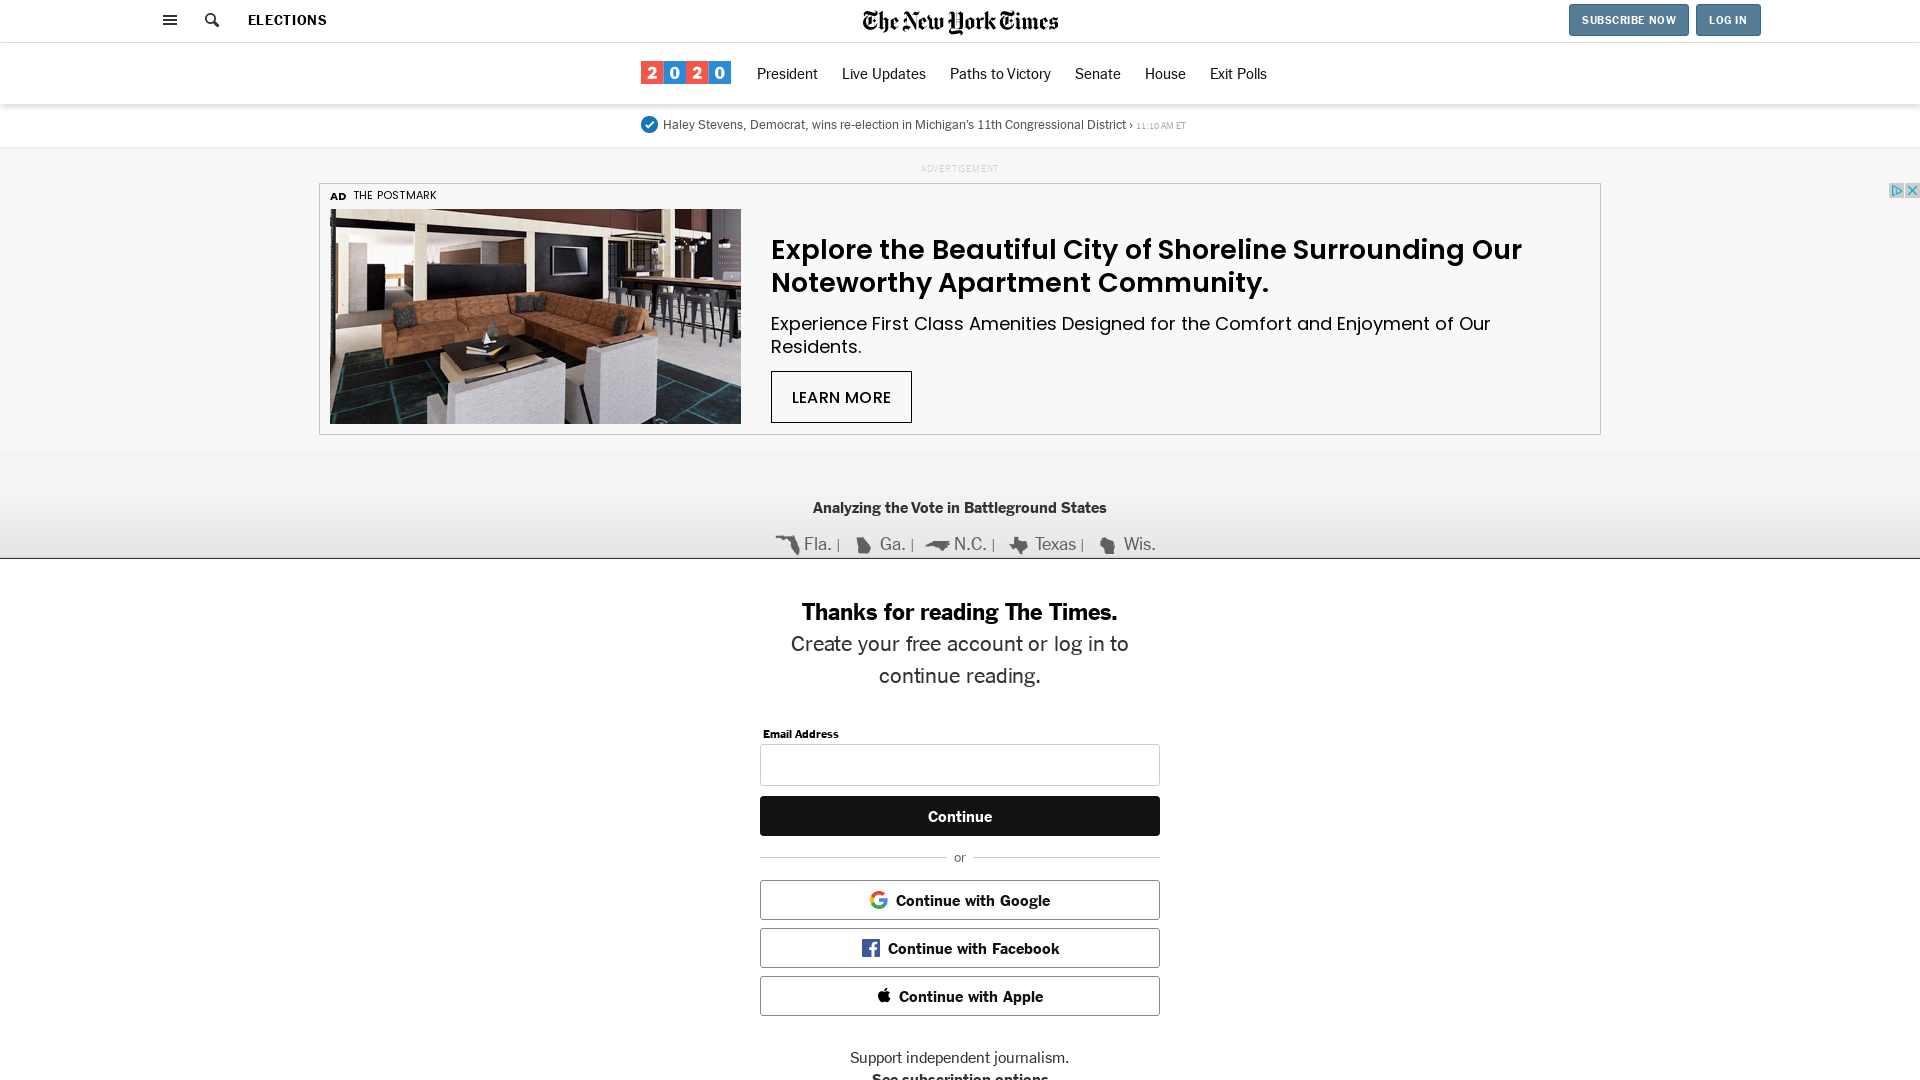 ELECTIONS
The New York Times
SUBSCRIBE NOW
LOG IN
2020
President
Live Updates
Paths to Victory
Senate
House
Exit Polls
Haley Stevens, Democrat, wins re-election in Michigan's 11th Congressional District › 11:10 AM ET
ADVERTISEMENT
AD THE POSTMARK
Explore the Beautiful City of Shoreline Surrounding Our
Noteworthy Apartment Community.
Experience First Class Amenities Designed for the Comfort and Enjoyment of Our
Residents.
LEARN MORE
Analyzing the Vote in Battleground States
Fla. | Ga. | N.C. | Texas | Wis.
Thanks for reading The Times.
Create your free account or log in to
continue reading.
Email Address
Continue
or
Continue with Google
Continue with Facebook
Continue with Apple
Support independent journalism.
See subscription options